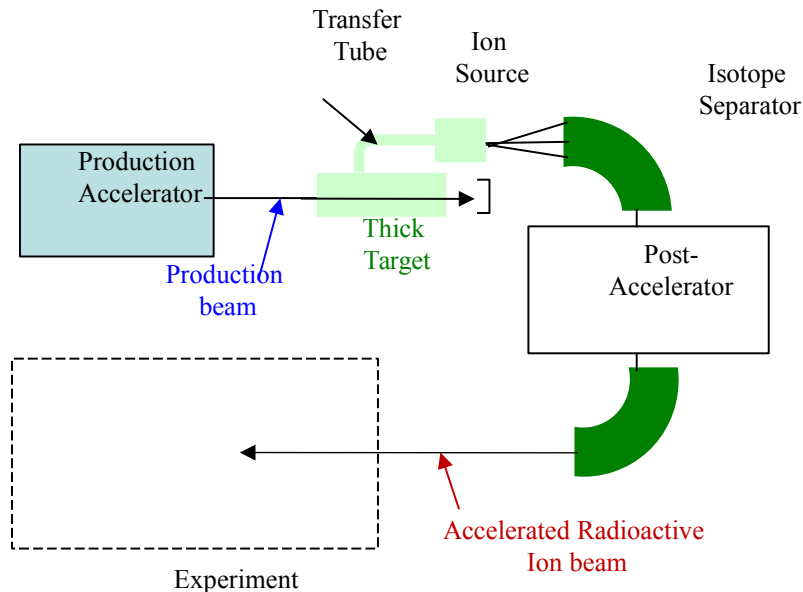 Transfer
Tube
Ion
Source
Isotope
Separator
Production
Accelerator
Thick
Target
Production
beam
Post-
Accelerator
Accelerated Radioactive
Ion beam
Experiment